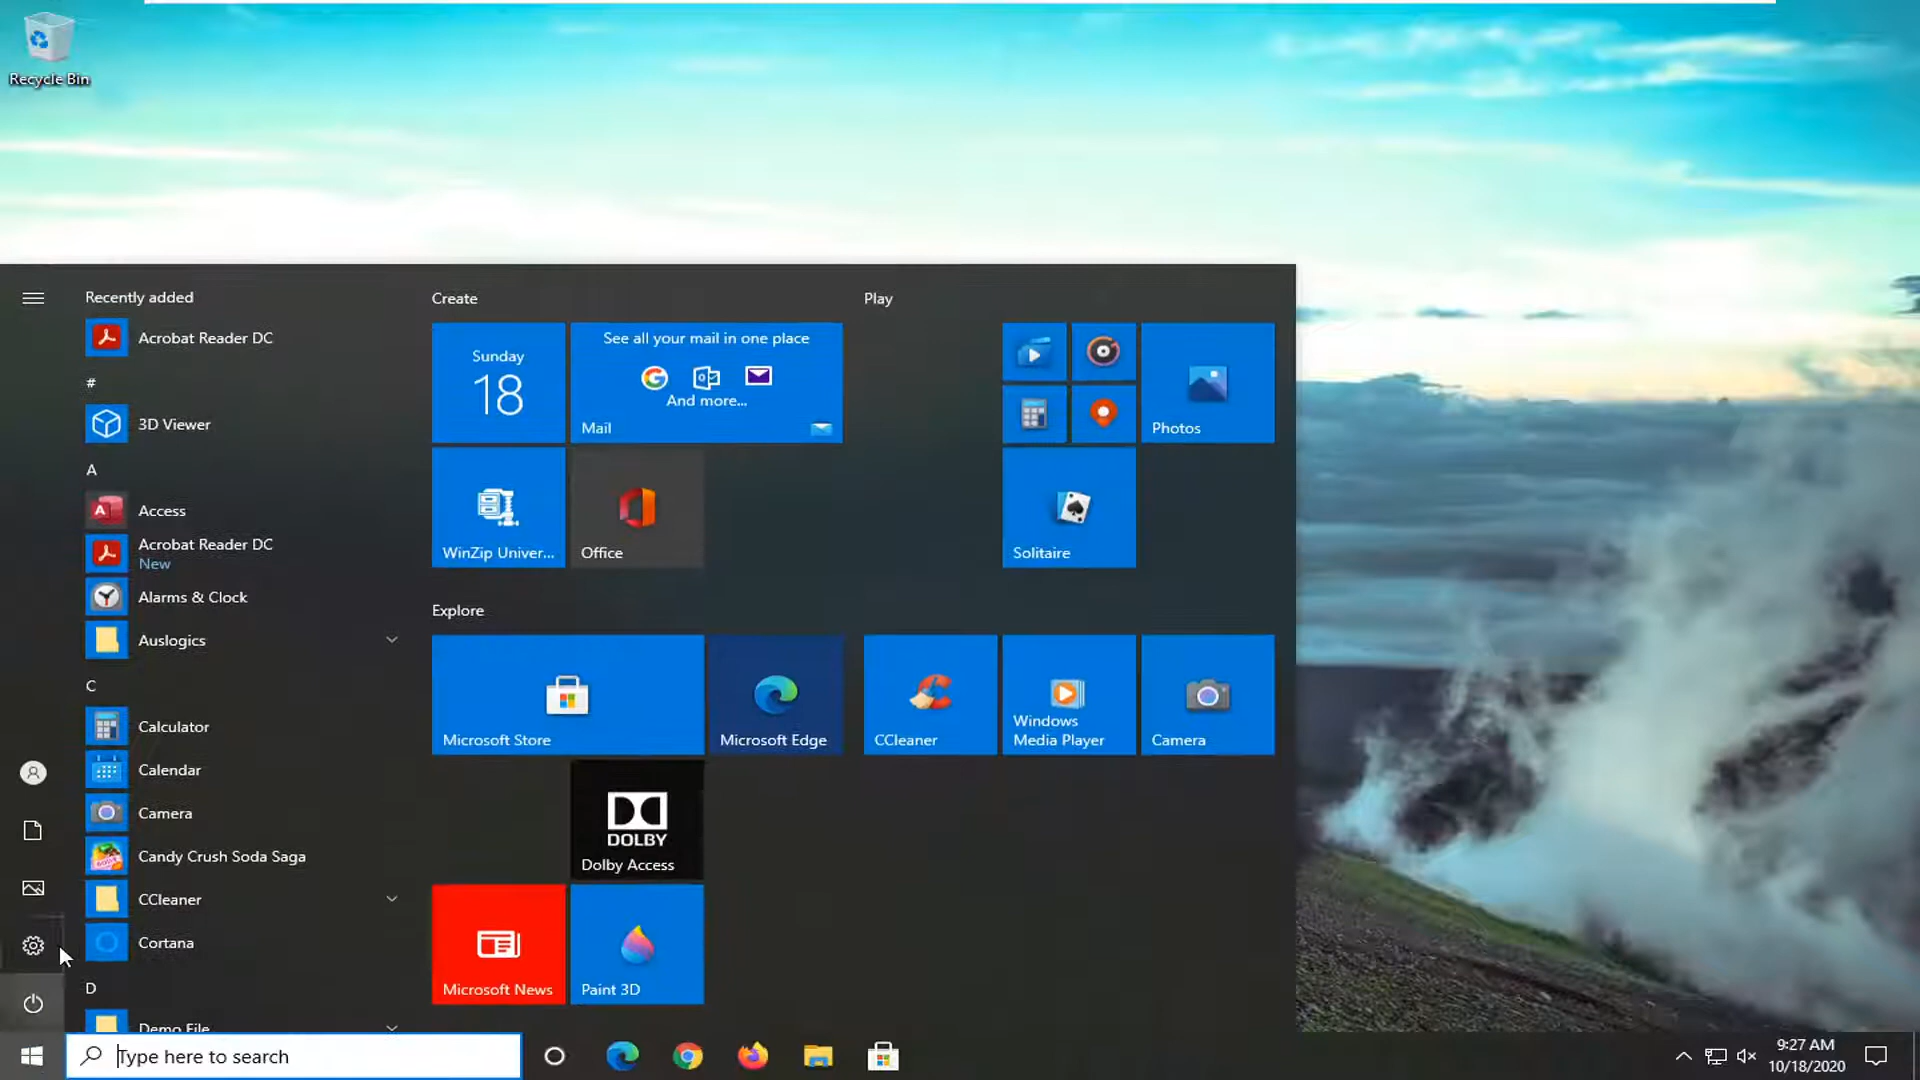 Recycle Bin
Recently added
Acrobat Reader DC
#
3D Viewer
A
Access
Acrobat Reader DC
New
Alarms & Clock
Auslogics
C
Calculator
Calendar
Camera
Candy Crush Soda Saga
CCleaner
Cortana
D
Demo File
Create
Sunday
18
See all your mail in one place
And more...
Mail
WinZip Univer...
Office
Explore
Microsoft Store
Microsoft Edge
DOLBY
Dolby Access
Microsoft News
Paint 3D
Play
Photos
Solitaire
CCleaner
Windows
Media Player
Camera
Type here to search
9:27 AM
10/18/2020